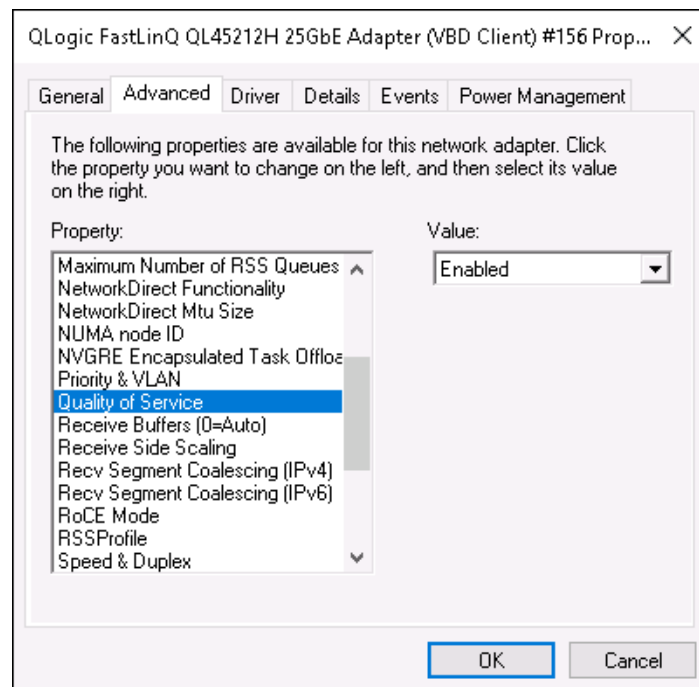 QLogic FastLinQ QL45212H 25GbE Adapter (VBD Client) #156 Prop...
General Advanced Driver Details Events Power Management
The following properties are available for this network adapter. Click
the property you want to change on the left, and then select its value
on the right.
Property:
Value:
Maximum Number of RSS Queues
NetworkDirect Functionality
NetworkDirect Mtu Size
NUMA node ID
NVGRE Encapsulated Task Offloa
Priority & VLAN
Quality of Service
Receive Buffers (0=Auto)
Receive Side Scaling
Recv Segment Coalescing (IPv4)
Recv Segment Coalescing (IPv6)
RoCE Mode
RSSProfile
Speed & Duplex
Enabled
OK
Cancel